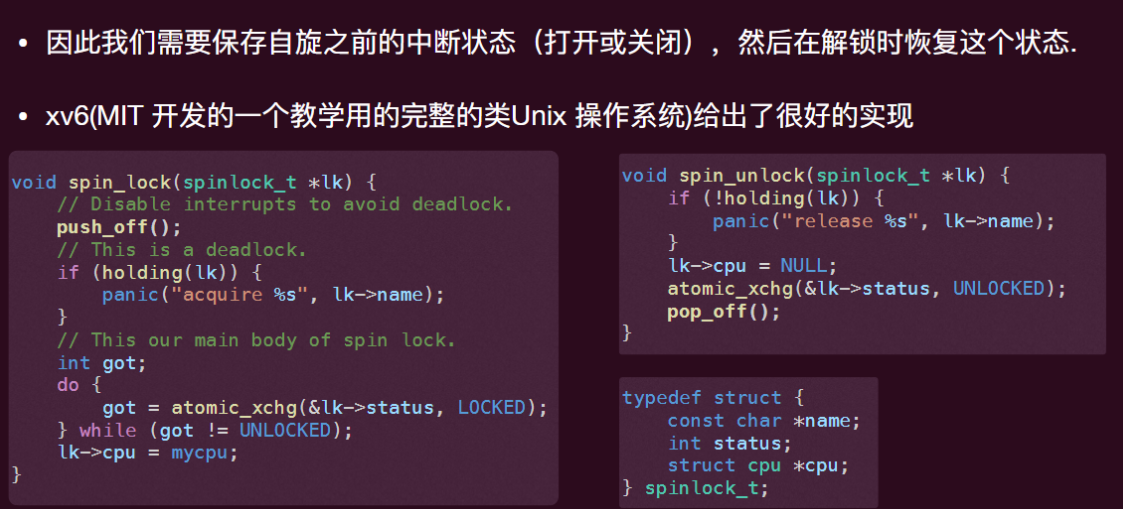 • 因此我们需要保存自旋之前的中断状态（打开或关闭），然后在解锁时恢复这个状态.
• xv6(MIT 开发的一个教学用的完整的类Unix 操作系统)给出了很好的实现
void spin_lock(spinlock_t *lk) {
    // Disable interrupts to avoid deadlock.
    push_off();
    // This is a deadlock.
    if (holding(lk)) {
        panic("acquire %s", lk->name);
    }
    // This our main body of spin lock.
    int got;
    do {
        got = atomic_xchg(&lk->status, LOCKED);
    } while (got != UNLOCKED);
    lk->cpu = mycpu;
}
void spin_unlock(spinlock_t *lk) {
    if (!holding(lk)) {
        panic("release %s", lk->name);
    }
    lk->cpu = NULL;
    atomic_xchg(&lk->status, UNLOCKED);
    pop_off();
}
typedef struct {
    const char *name;
    int status;
    struct cpu *cpu;
} spinlock_t;